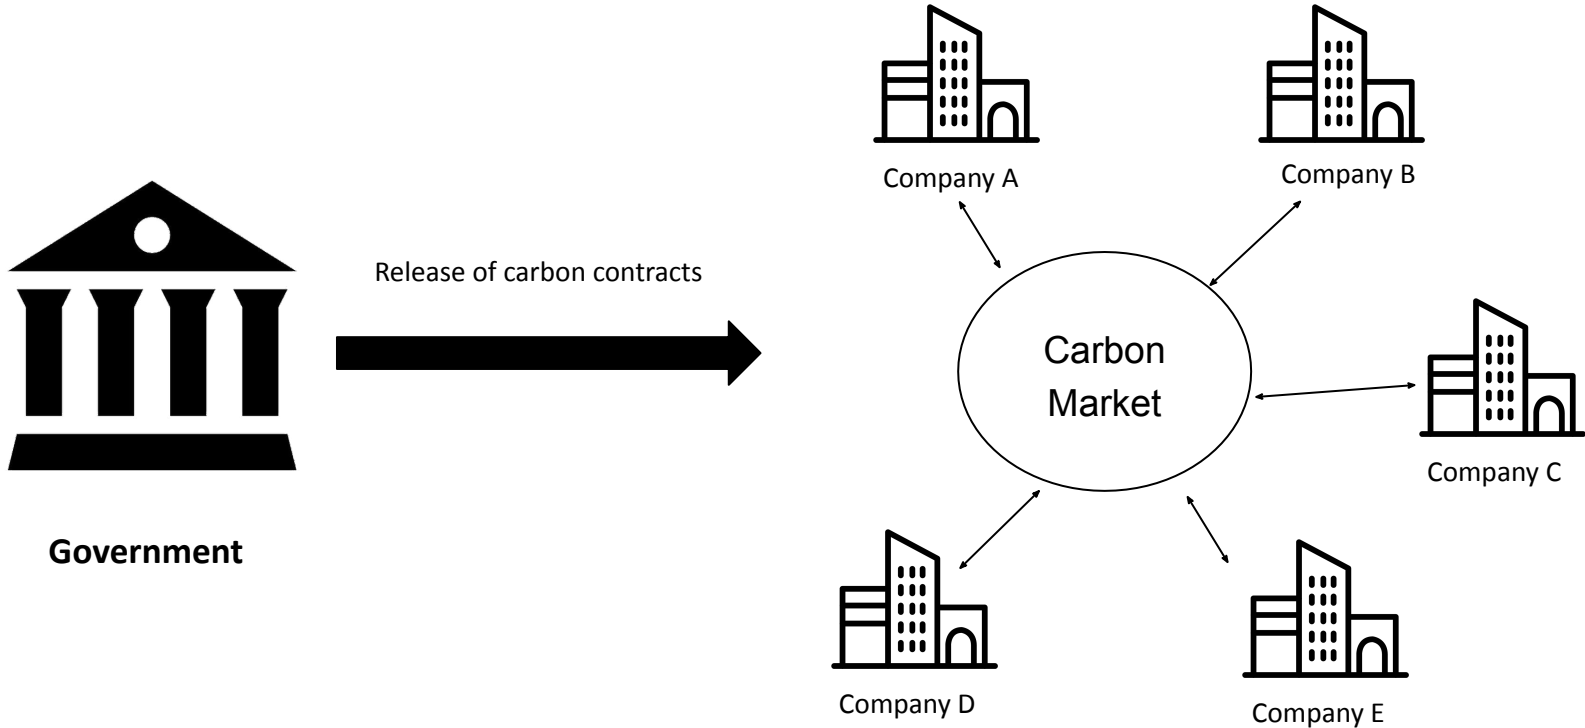 Company A
Company B
Release of carbon contracts
Carbon
Market
Company C
Government
Company D
Company E